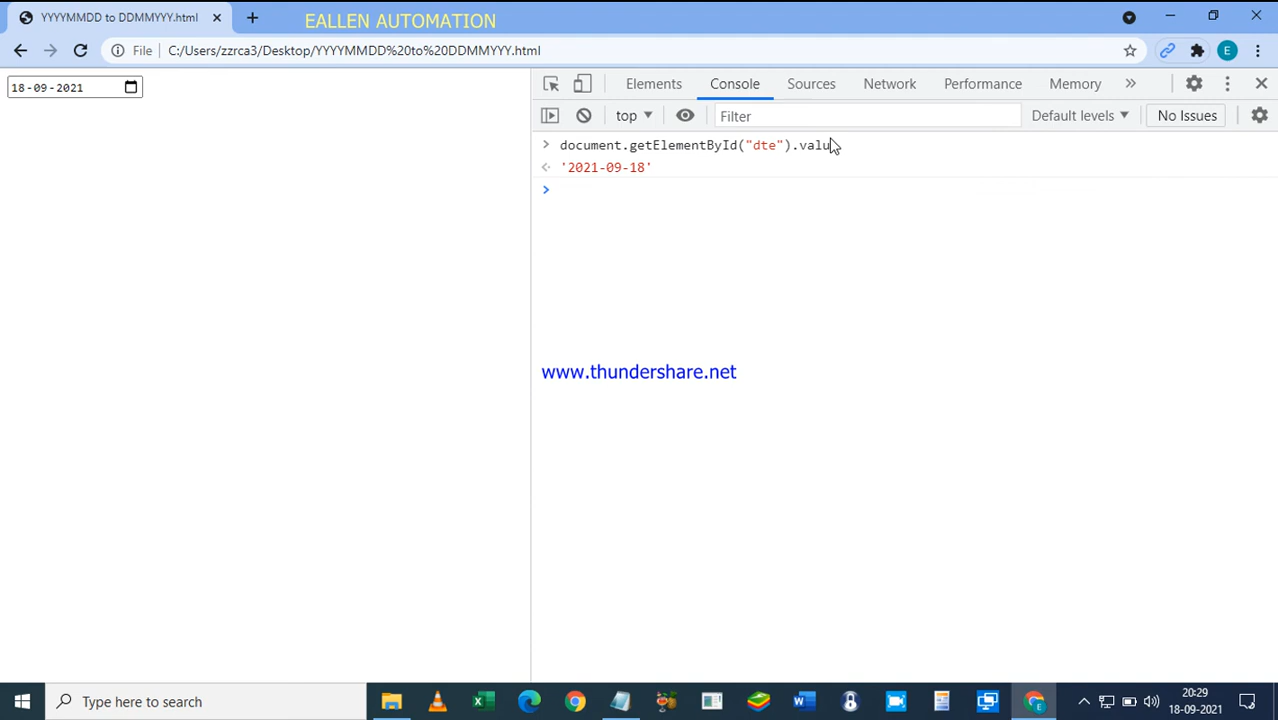 YYYYMMDD to DDMMYYY.html
EALLEN AUTOMATION
File
C:/Users/zzrca3/Desktop/YYYYMMDD%20to%20DDMMYYY.html
E
18-09-2021
Elements
Console
Sources
Network
Performance
Memory
top
Filter
Default levels
No Issues
document.getElementById("dte").valu
'2021-09-18'
www.thundershare.net
Type here to search
20:29
18-09-2021